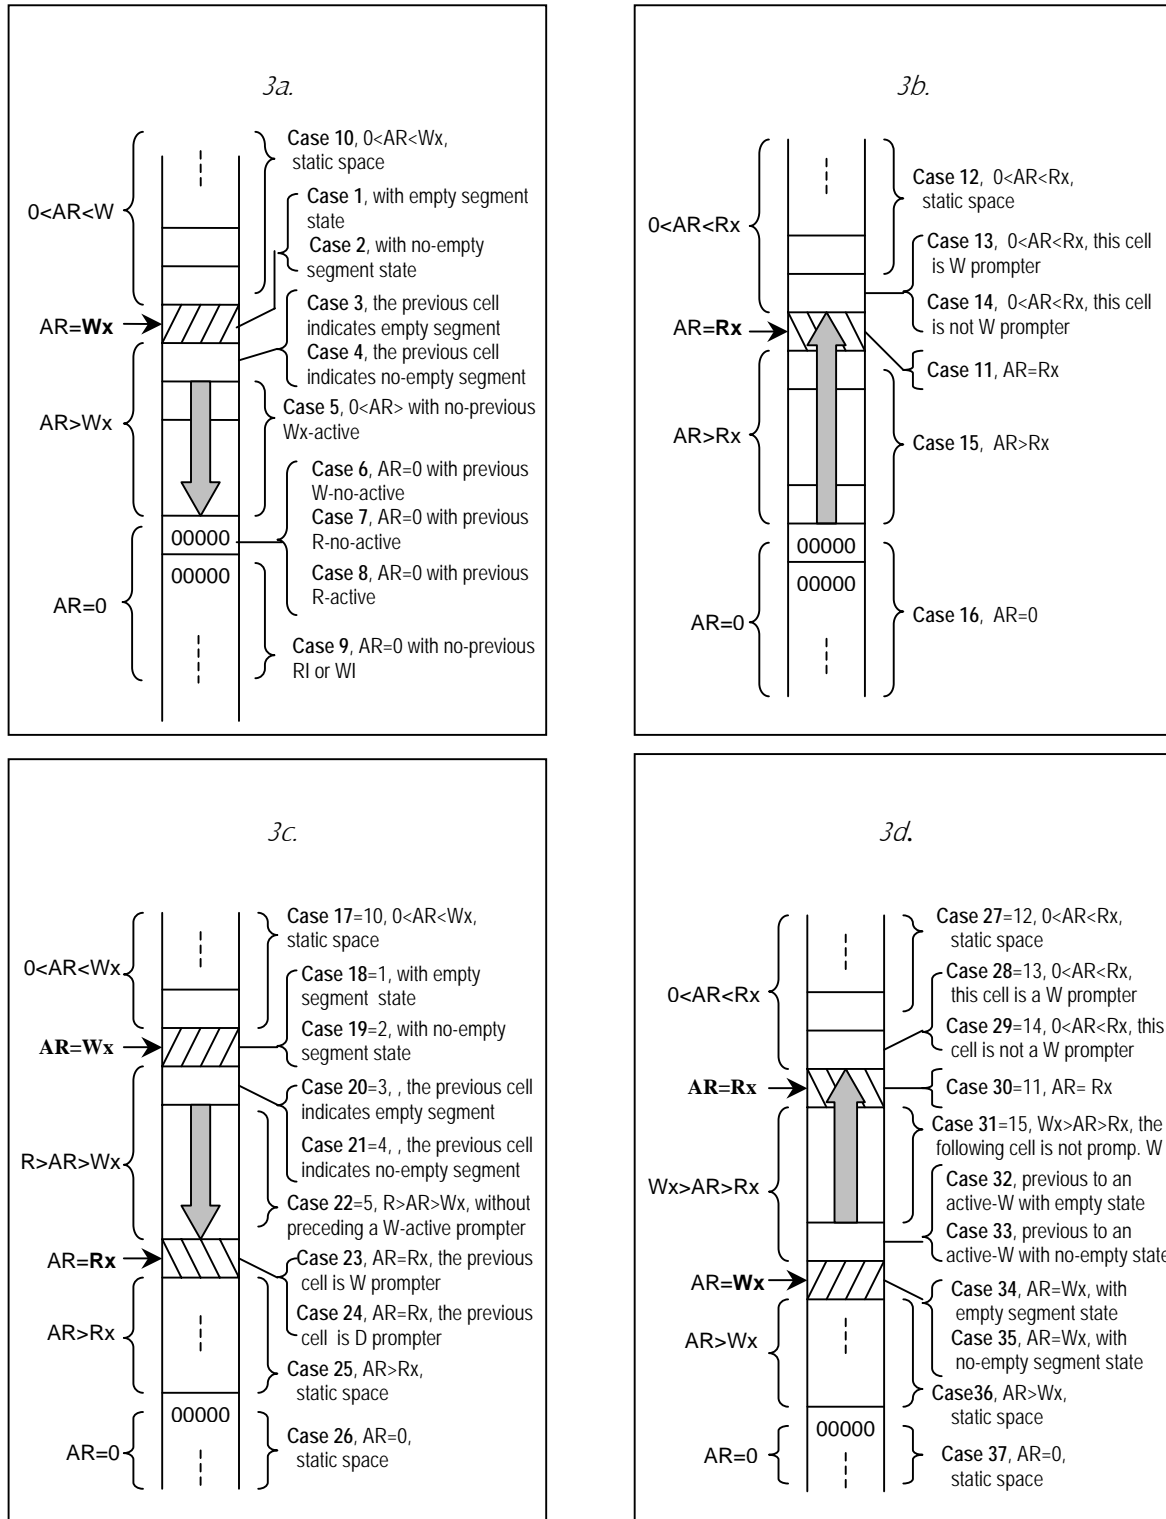 3a.
Case 10, 0<AR<Wx,
static space
Case 1, with empty segment
state
0<AR<W
Case 2, with no-empty
segment state
Case 3, the previous cell
indicates empty segment
AR=Wx
Case 4, the previous cell
indicates no-empty segment
AR>Wx
Case 5, 0<AR> with no-previous
Wx-active
Case 6, AR=0 with previous
W-no-active
Case 7, AR=0 with previous
R-no-active
00000
00000
Case 8, AR=0 with previous
R-active
AR=0
Case 9, AR=0 with no-previous
RI or WI
3b.
Case 12, 0<AR<Rx,
static space
0<AR<Rx
Case 13, 0<AR<Rx, this cell
is W prompter
Case 14, 0<AR<Rx, this cell
is not W prompter
AR=Rx
Case 11, AR=Rx
AR>Rx
Case 15, AR>Rx
00000
00000
AR=0
Case 16, AR=0
3c.
Case 17=10, 0<AR<Wx,
static space
0<AR<Wx
Case 18=1, with empty
segment state
Case 19=2, with no-empty
segment state
AR=Wx
Case 20=3, , the previous cell
indicates empty segment
Case 21=4, , the previous cell
indicates no-empty segment
R>AR>Wx
Case 22=5, R>AR>Wx, without
preceding a W-active prompter
AR=Rx
Case 23, AR=Rx, the previous
cell is W prompter
Case 24, AR=Rx, the previous
cell is D prompter
AR>Rx
Case 25, AR>Rx,
static space
00000
AR=0
Case 26, AR=0,
static space
3d.
Case 27=12, 0<AR<Rx,
static space
0<AR<Rx
Case 28=13, 0<AR<Rx,
this cell is a W prompter
Case 29=14, 0<AR<Rx, this
cell is not a W prompter
AR=Rx
Case 30=11, AR= Rx
Case 31=15, Wx>AR>Rx, the
following cell is not promp. W
Wx>AR>Rx
Case 32, previous to an
active-W with empty state
Case 33, previous to an
active-W with no-empty state
AR=Wx
Case 34, AR=Wx, with
empty segment state
Case 35, AR=Wx, with
no-empty segment state
AR>Wx
Case36, AR>Wx,
static space
00000
AR=0
Case 37, AR=0,
static space